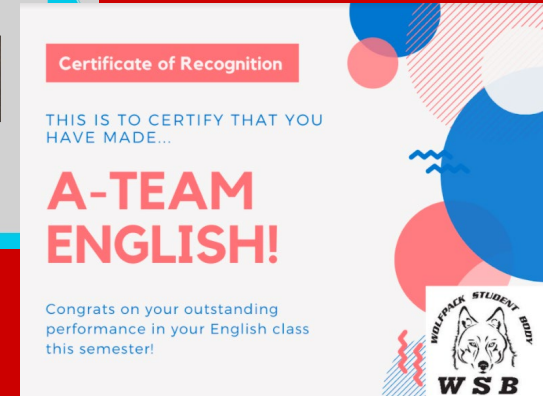 Certificate of Recognition
THIS IS TO CERTIFY THAT YOU
HAVE MADE...
A-TEAM
ENGLISH!
Congrats on your outstanding
performance in your English class
this semester!
WOLFPACK STUDENT BODY
WSB